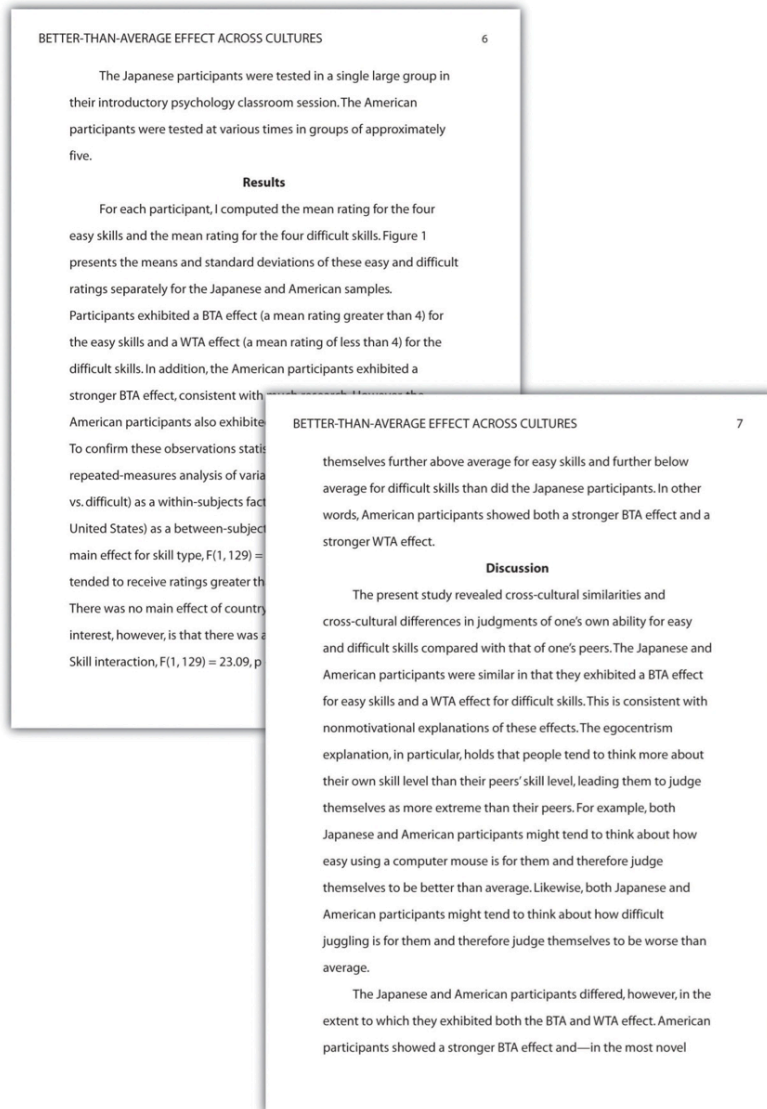 BETTER-THAN-AVERAGE EFFECT ACROSS CULTURES 6
The Japanese participants were tested in a single large group in
their introductory psychology classroom session. The American
participants were tested at various times in groups of approximately
five.
Results
For each participant, I computed the mean rating for the four
easy skills and the mean rating for the four difficult skills. Figure 1
presents the means and standard deviations of these easy and difficult
ratings separately for the Japanese and American samples.
Participants exhibited a BTA effect (a mean rating greater than 4) for
the easy skills and a WTA effect (a mean rating of less than 4) for the
difficult skills. In addition, the American participants exhibited a
stronger BTA effect, consistent with much research. However the
American participants also exhibite
To confirm these observations statis
repeated-measures analysis of varia
vs. difficult) as a within-subjects fact
United States) as a between-subject
main effect for skill type, F(1, 129) =
tended to receive ratings greater th
There was no main effect of country
interest, however, is that there was a
Skill interaction, F(1, 129) = 23.09, p
BETTER-THAN-AVERAGE EFFECT ACROSS CULTURES 7
themselves further above average for easy skills and further below
average for difficult skills than did the Japanese participants. In other
words, American participants showed both a stronger BTA effect and a
stronger WTA effect.
Discussion
The present study revealed cross-cultural similarities and
cross-cultural differences in judgments of one's own ability for easy
and difficult skills compared with that of one's peers. The Japanese and
American participants were similar in that they exhibited a BTA effect
for easy skills and a WTA effect for difficult skills. This is consistent with
nonmotivational explanations of these effects. The egocentrism
explanation, in particular, holds that people tend to think more about
their own skill level than their peers' skill level, leading them to judge
themselves as more extreme than their peers. For example, both
Japanese and American participants might tend to think about how
easy using a computer mouse is for them and therefore judge
themselves to be better than average. Likewise, both Japanese and
American participants might tend to think about how difficult
juggling is for them and therefore judge themselves to be worse than
average.
The Japanese and American participants differed, however, in the
extent to which they exhibited both the BTA and WTA effect. American
participants showed a stronger BTA effect and—in the most novel